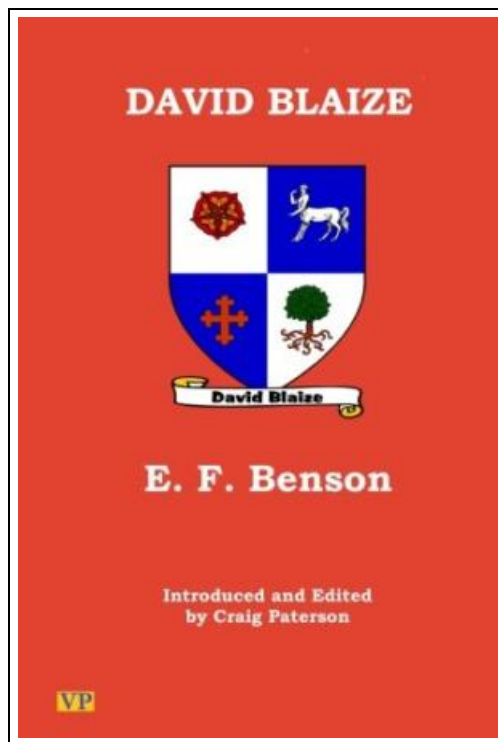 DAVID BLAIZE
David Blaize
E. F. Benson
Introduced and Edited
by Craig Paterson
VP